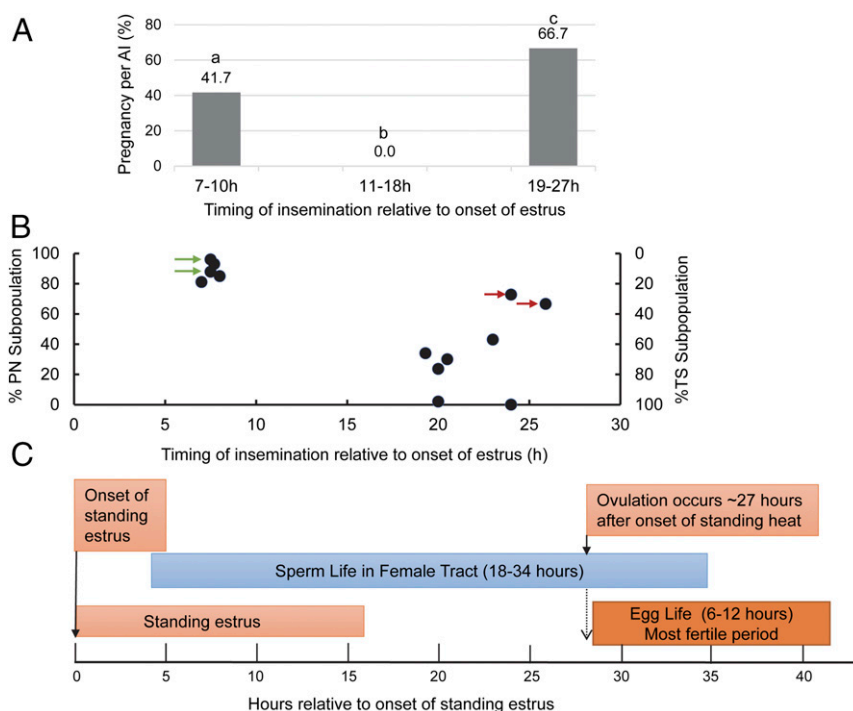 A
Pregnancy per AI (%)
80
60
40
20
0
a
41.7
b
0.0
c
66.7
7-10h
11-18h
19-27h
Timing of insemination relative to onset of estrus
B
% PN Subpopulation
100
80
60
40
20
0
0
20
40
60
80
100
%TS Subpopulation
0
5
10
15
20
25
30
Timing of insemination relative to onset of estrus (h)
C
Onset of
standing
estrus
Ovulation occurs ~27 hours
after onset of standing heat
Sperm Life in Female Tract (18-34 hours)
Standing estrus
Egg Life (6-12 hours)
Most fertile period
0
5
10
15
20
25
30
35
40
Hours relative to onset of standing estrus